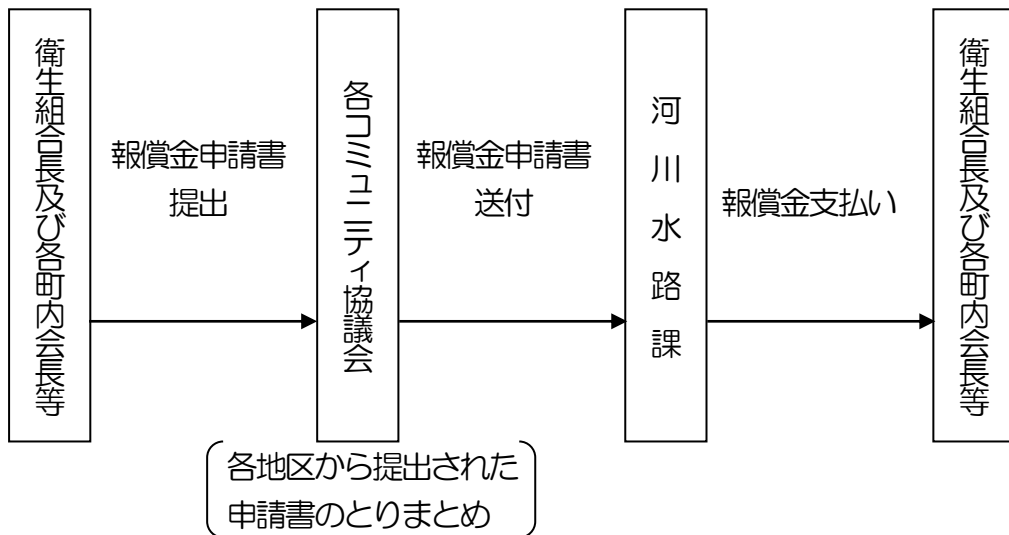 衛生組合長及び各町内会長等
報償金申請書
提出
各コミュニティ協議会
報償金申請書
送付
河川水路課
報償金支払い
衛生組合長及び各町内会長等
各地区から提出された
申請書のとりまとめ